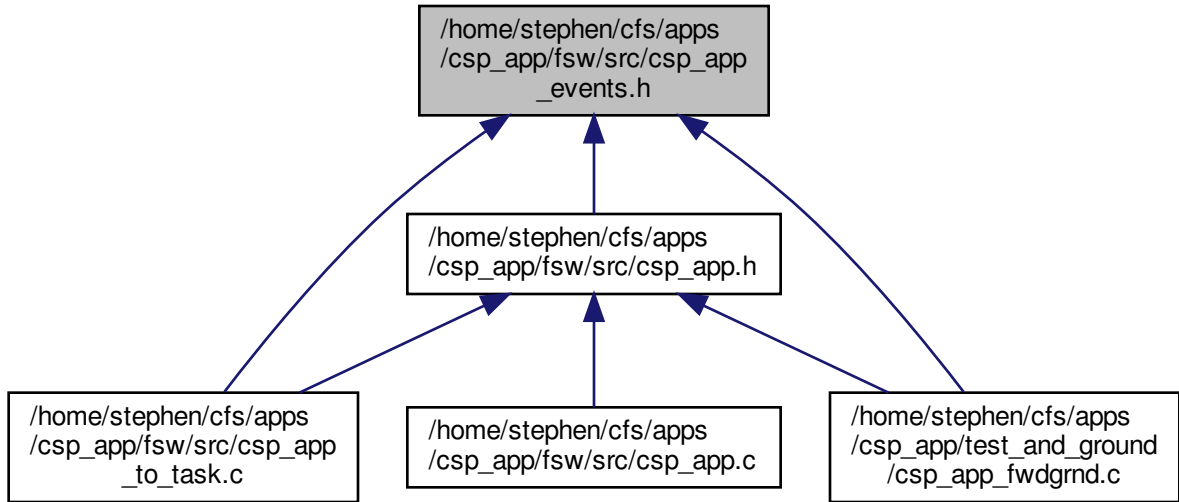 /home/stephen/cfs/apps
/csp_app/fsw/src/csp_app
_events.h
/home/stephen/cfs/apps
/csp_app/fsw/src/csp_app.h
/home/stephen/cfs/apps
/csp_app/fsw/src/csp_app
_to_task.c
/home/stephen/cfs/apps
/csp_app/fsw/src/csp_app.c
/home/stephen/cfs/apps
/csp_app/test_and_ground
/csp_app_fwdgrnd.c